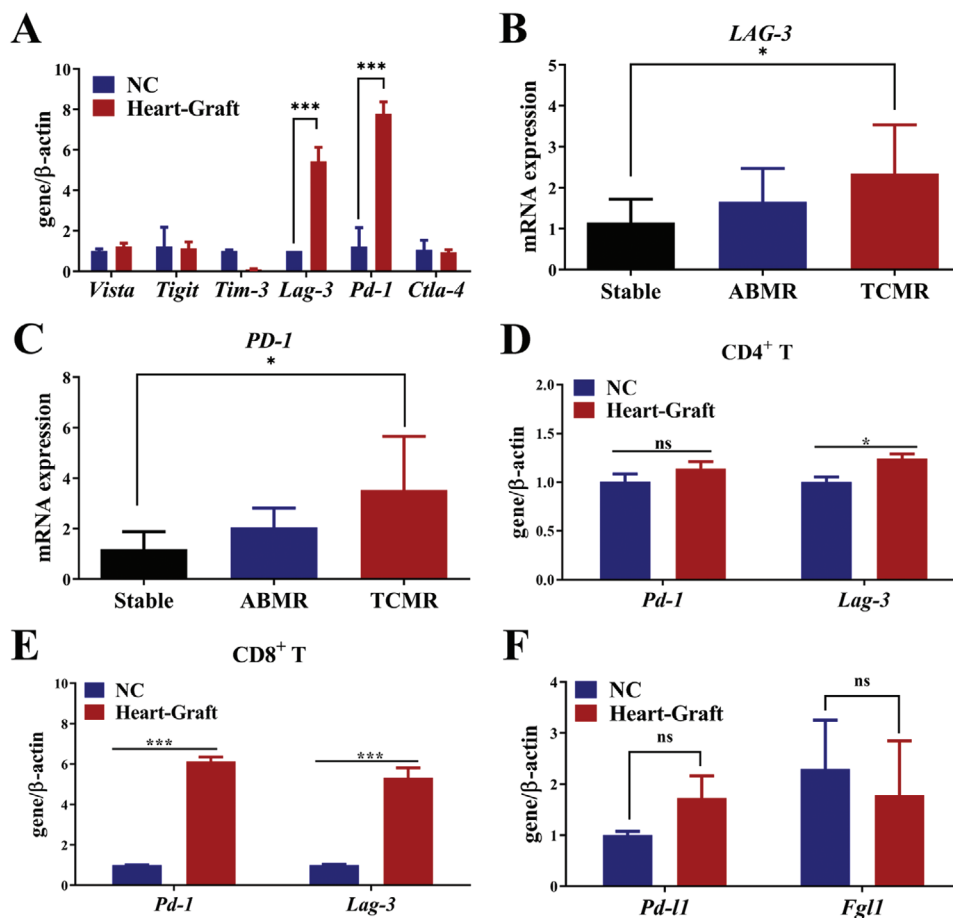 A
NC
Heart-Graft
***
***
gene/β-actin
10
8
6
4
2
0
Vista Tigit Tim-3 Lag-3 Pd-1 Ctla-4
B
LAG-3
*
mRNA expression
5
4
3
2
1
0
Stable ABMR TCMR
C
PD-1
*
mRNA expression
8
6
4
2
0
Stable ABMR TCMR
D
CD4+ T
NC
Heart-Graft
ns
*
gene/β-actin
2.0
1.5
1.0
0.5
0.0
Pd-1 Lag-3
E
CD8+ T
NC
Heart-Graft
***
***
gene/β-actin
10
8
6
4
2
0
Pd-1 Lag-3
F
NC
Heart-Graft
ns
ns
gene/β-actin
4
3
2
1
0
Pd-l1 Fgl1